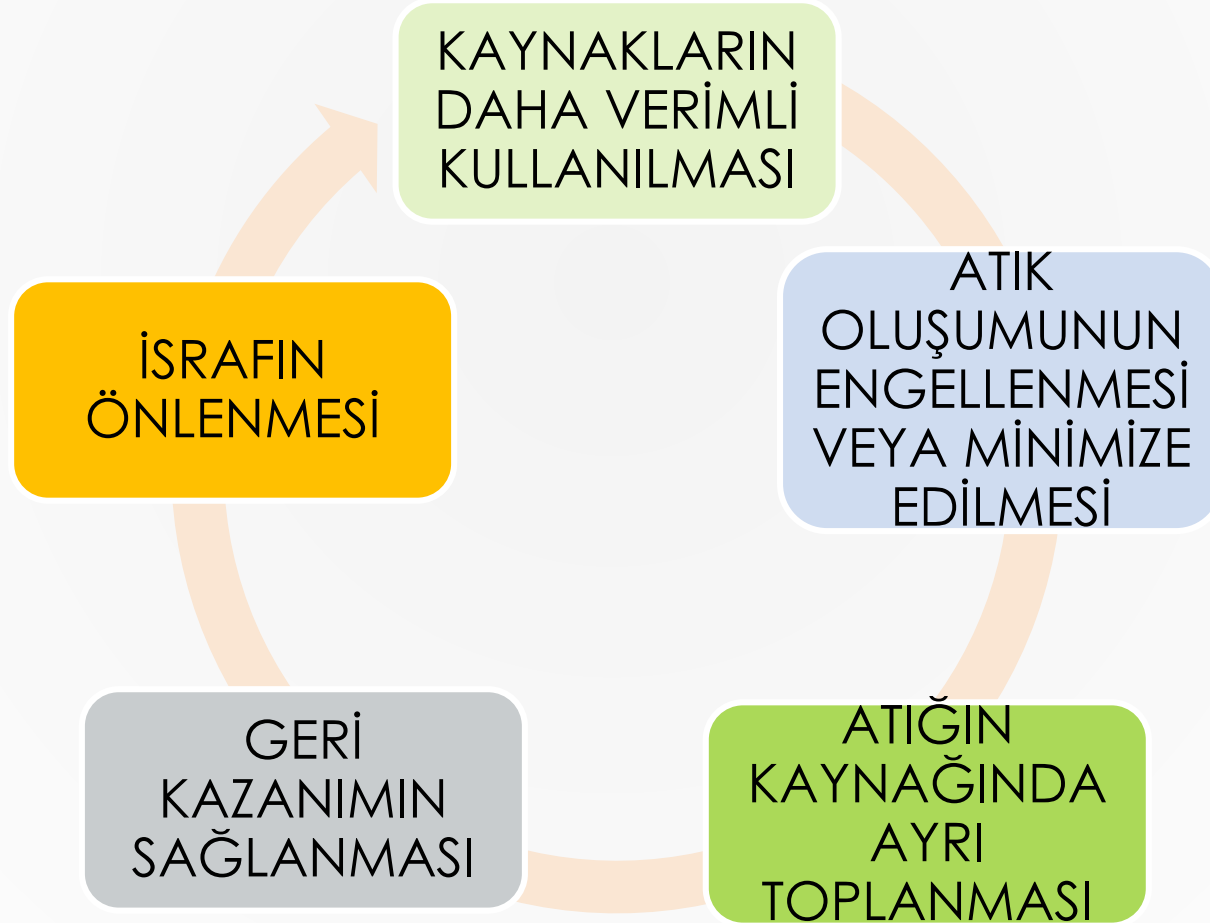 KAYNAKLARIN
DAHA VERİMLİ
KULLANILMASI
ATIK
OLUŞUMUNUN
ENGELLENMESİ
VEYA MİNİMİZE
EDİLMESİ
ATIĞIN
KAYNAĞINDA
AYRI
TOPLANMASI
GERİ
KAZANIMIN
SAĞLANMASI
İSRAFIN
ÖNLENMESİ